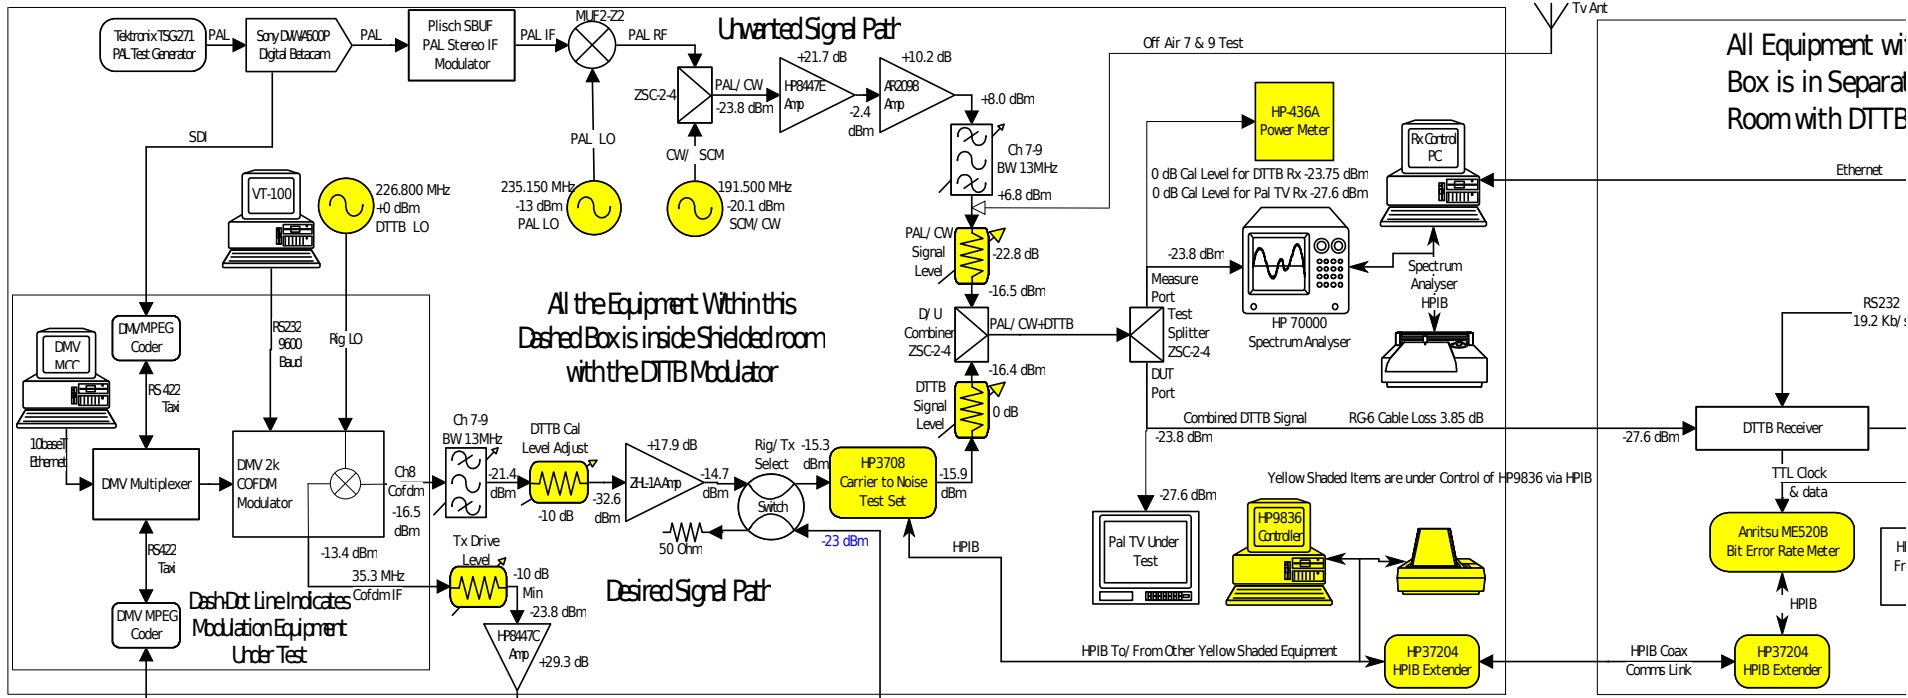 Tektronix TSG271
PAL Test Generator
PAL
Sony DVWA500P
Digital Betacam
PAL
Plisch SBUF
PAL Stereo IF
Modulator
PAL IF
MUF2-Z2
PAL RF
Unwanted Signal Path
ZSC-2-4
PAL/ CW
-23.8 dBm
+21.7 dB
HP8447E
Amp
-2.4
dBm
+10.2 dB
AR2098
Amp
+8.0 dBm
Off Air 7 & 9 Test
Tv Ant
Ch 7-9
BW 13MHz
+6.8 dBm
SDI
PAL LO
CW/ SCM
235.150 MHz
-13 dBm
PAL LO
191.500 MHz
-20.1 dBm
SCM/ CW
VT-100
226.800 MHz
+0 dBm
DTTB LO
HP-436A
Power Meter
0 dB Cal Level for DTTB Rx -23.75 dBm
0 dB Cal Level for Pal TV Rx -27.6 dBm
Rx Control
PC
Ethernet
All Equipment wi
Box is in Separat
Room with DTTB
PAL/ CW
Signal
Level
-22.8 dB
-16.5 dBm
D/ U
Combiner
ZSC-2-4
PAL/ CW+DTTB
-16.4 dBm
DTTB
Signal
Level
0 dB
-23.8 dBm
Measure
Port
Test
Splitter
ZSC-2-4
DUT
Port
HP 70000
Spectrum Analyser
Spectrum
Analyser
HPIB
RS232
19.2 Kb/ s
All the Equipment Within this
Dashed Box is inside Shielded room
with the DTTB Modulator
DMV
MCC
DMV MPEG
Coder
RS232
9600
Baud
Rig LO
RS422
Taxi
10baseT
Ethernet
DMV Multiplexer
DMV 2k
COFDM
Modulator
Ch8
Cofdm
-16.5
dBm
Ch 7-9
BW 13MHz
-21.4
dBm
DTTB Cal
Level Adjust
-10 dB
-32.6
dBm
+17.9 dB
ZHL-1A Amp
-14.7
dBm
Rig/ Tx
Select
Switch
-15.3
dBm
HP3708
Carrier to Noise
Test Set
-15.9
dBm
50 Ohm
-23 dBm
HPIB
Combined DTTB Signal
RG-6 Cable Loss 3.85 dB
-23.8 dBm
-27.6 dBm
DTTB Receiver
TTL Clock
& data
Yellow Shaded Items are under Control of HP9836 via HPIB
-27.6 dBm
Pal TV Under
Test
HP9836
Controller
Anritsu ME520B
Bit Error Rate Meter
HPIB
RS422
Taxi
-13.4 dBm
35.3 MHz
Cofdm IF
Tx Drive
Level
-10 dB
Min
-23.8 dBm
HP8447C
Amp
+29.3 dB
Desired Signal Path
DMV MPEG
Coder
Dash-Dot Line Indicates
Modulation Equipment
Under Test
HPIB To/ From Other Yellow Shaded Equipment
HP37204
HPIB Extender
HPIB Coax
Comms Link
HP37204
HPIB Extender